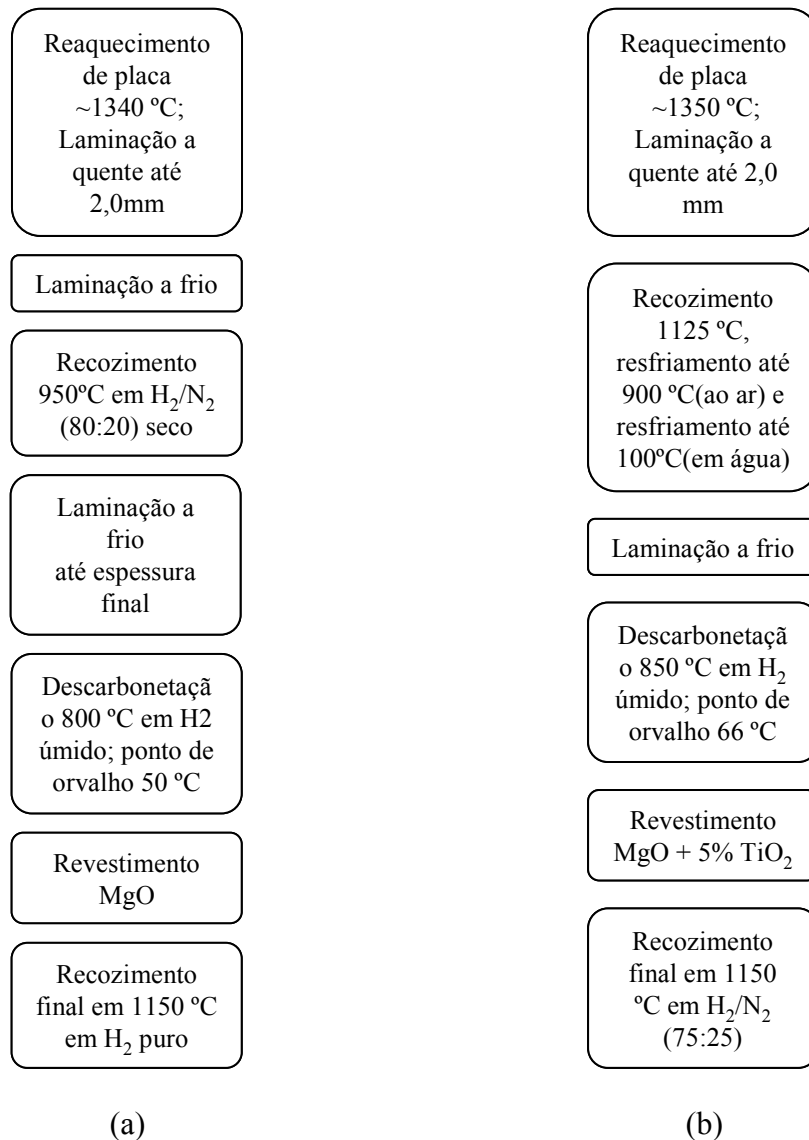 Reaquecimento
de placa
~1340 ºC;
Laminação a
quente até
2,0mm
Laminação a frio
Recozimento
950ºC em H₂/N₂
(80:20) seco
Laminação a
frio
até espessura
final
Descarbonetaçã
o 800 ºC em H2
úmido; ponto de
orvalho 50 ºC
Revestimento
MgO
Recozimento
final em 1150 ºC
em H₂ puro
(a)
Reaquecimento
de placa
~1350 ºC;
Laminação a
quente até 2,0
mm
Recozimento
1125 ºC,
resfriamento até
900 ºC(ao ar) e
resfriamento até
100ºC(em água)
Laminação a frio
Descarbonetaçã
o 850 ºC em H₂
úmido; ponto de
orvalho 66 ºC
Revestimento
MgO + 5% TiO₂
Recozimento
final em 1150
ºC em H₂/N₂
(75:25)
(b)